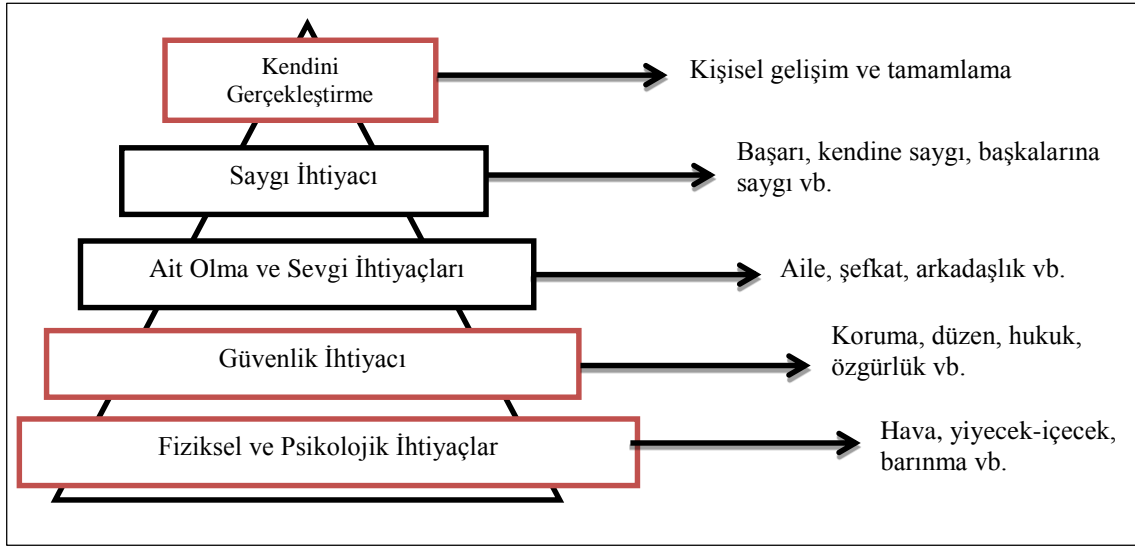 Kendini
Gerçekleştirme
Kişisel gelişim ve tamamlama
Saygı İhtiyacı
Başarı, kendine saygı, başkalarına
saygı vb.
Ait Olma ve Sevgi İhtiyaçları
Aile, şefkat, arkadaşlık vb.
Güvenlik İhtiyacı
Koruma, düzen, hukuk,
özgürlük vb.
Fiziksel ve Psikolojik İhtiyaçlar
Hava, yiyecek-içecek,
barınma vb.